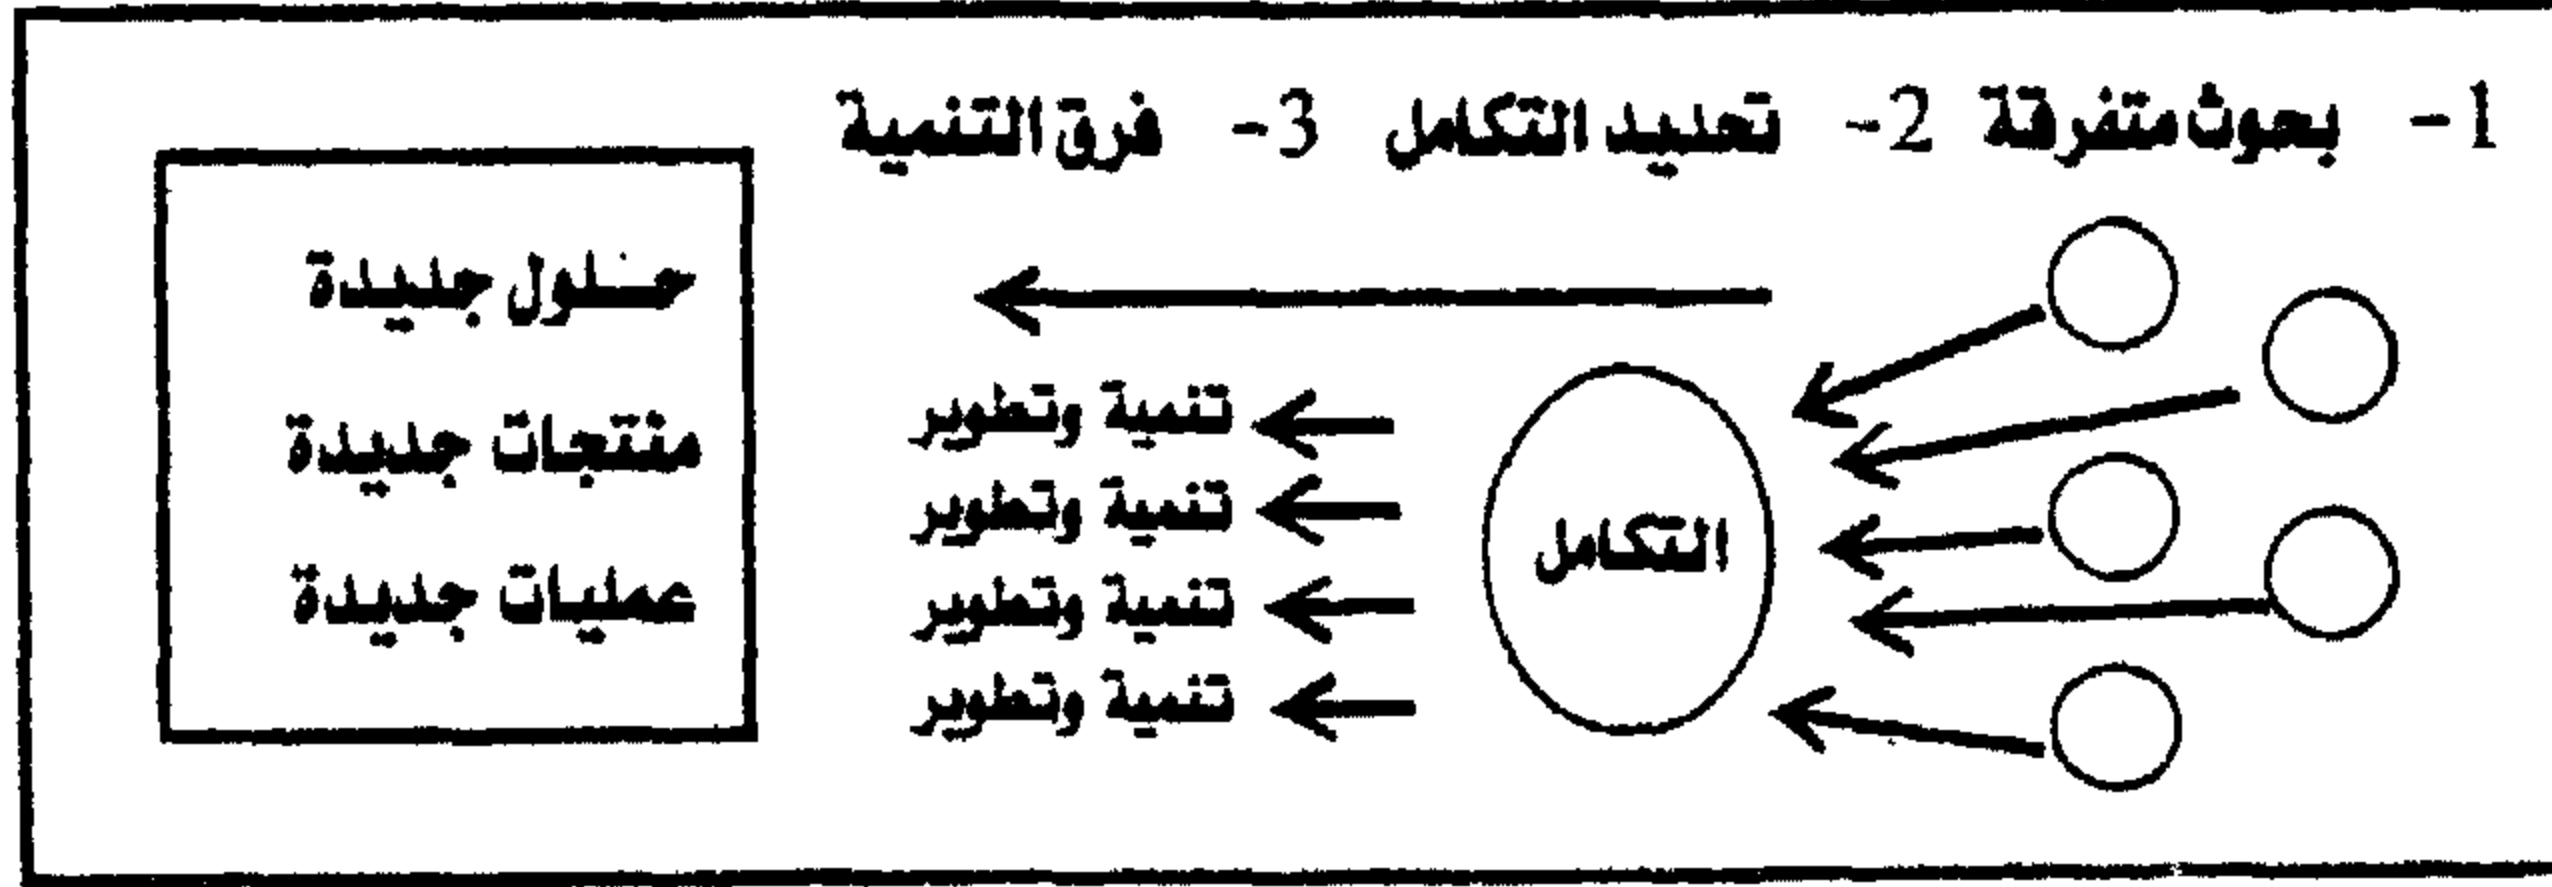 1- بحوث متفرقة 2- تحديد التكامل 3- فرق التنمية
حلول جديدة
منتجات جديدة
عمليات جديدة
التكامل
تنمية وتطوير
تنمية وتطوير
تنمية وتطوير
تنمية وتطوير